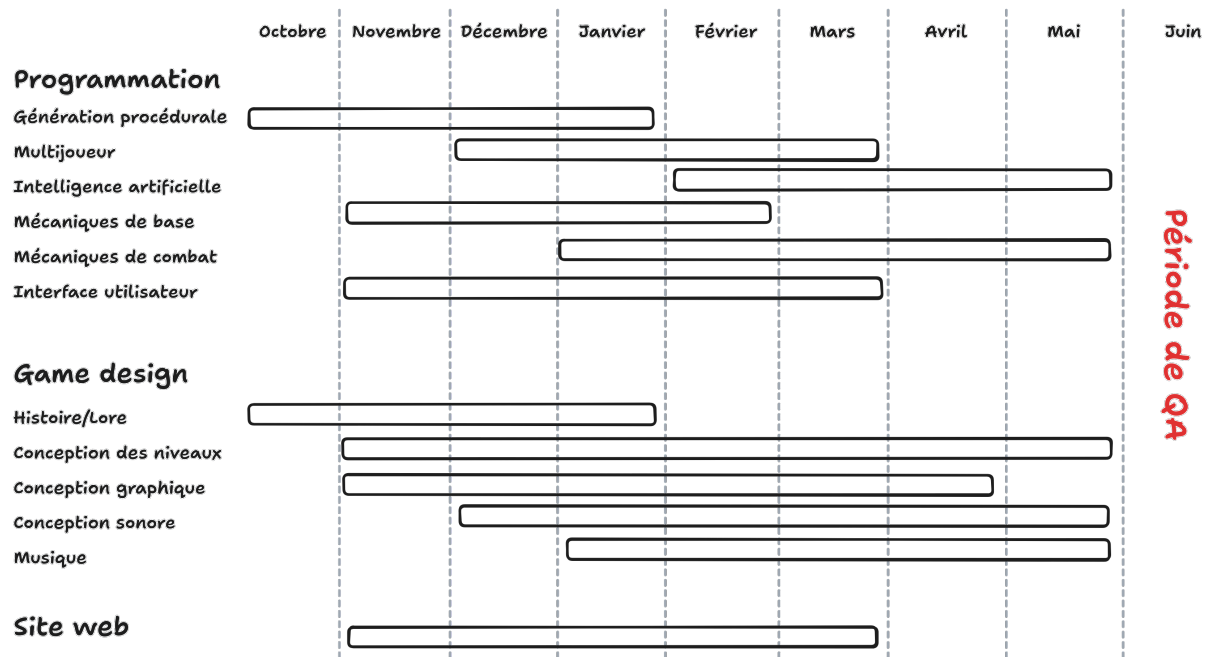 Octobre Novembre Décembre Janvier Février Mars Avril Mai Juin
Programmation
Génération procédurale
Multijoueur
Intelligence artificielle
Mécaniques de base
Mécaniques de combat
Interface utilisateur
Période de QA
Game design
Histoire/Lore
Conception des niveaux
Conception graphique
Conception sonore
Musique
Site web